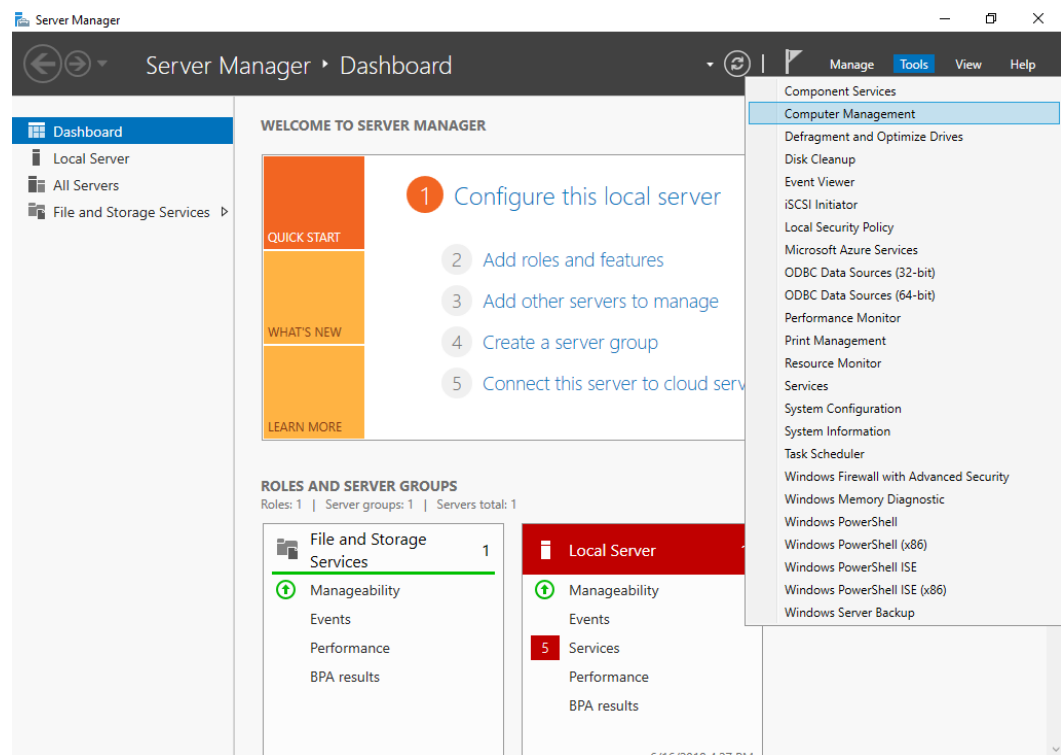 Server Manager
Server Manager ‣ Dashboard
Manage Tools View Help
Dashboard
Local Server
All Servers
File and Storage Services
WELCOME TO SERVER MANAGER
QUICK START
WHAT'S NEW
LEARN MORE
1 Configure this local server
2 Add roles and features
3 Add other servers to manage
4 Create a server group
5 Connect this server to cloud serv
ROLES AND SERVER GROUPS
Roles: 1 | Server groups: 1 | Servers total: 1
File and Storage
Services
1
Manageability
Events
Performance
BPA results
Local Server
Manageability
Events
5 Services
Performance
BPA results
Component Services
Computer Management
Defragment and Optimize Drives
Disk Cleanup
Event Viewer
iSCSI Initiator
Local Security Policy
Microsoft Azure Services
ODBC Data Sources (32-bit)
ODBC Data Sources (64-bit)
Performance Monitor
Print Management
Resource Monitor
Services
System Configuration
System Information
Task Scheduler
Windows Firewall with Advanced Security
Windows Memory Diagnostic
Windows PowerShell
Windows PowerShell (x86)
Windows PowerShell ISE
Windows PowerShell ISE (x86)
Windows Server Backup